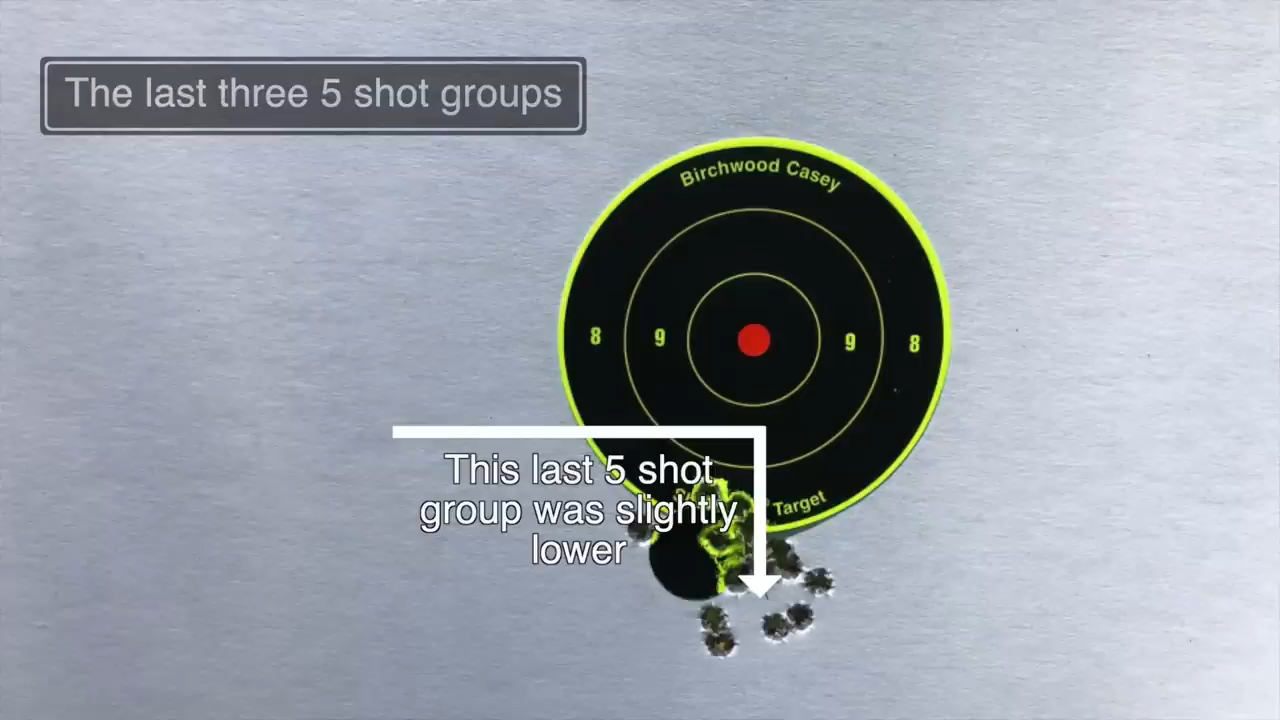 The last three 5 shot groups
Birchwood Casey
8 9 9 8
This last 5 shot
group was slightly
lower
Target